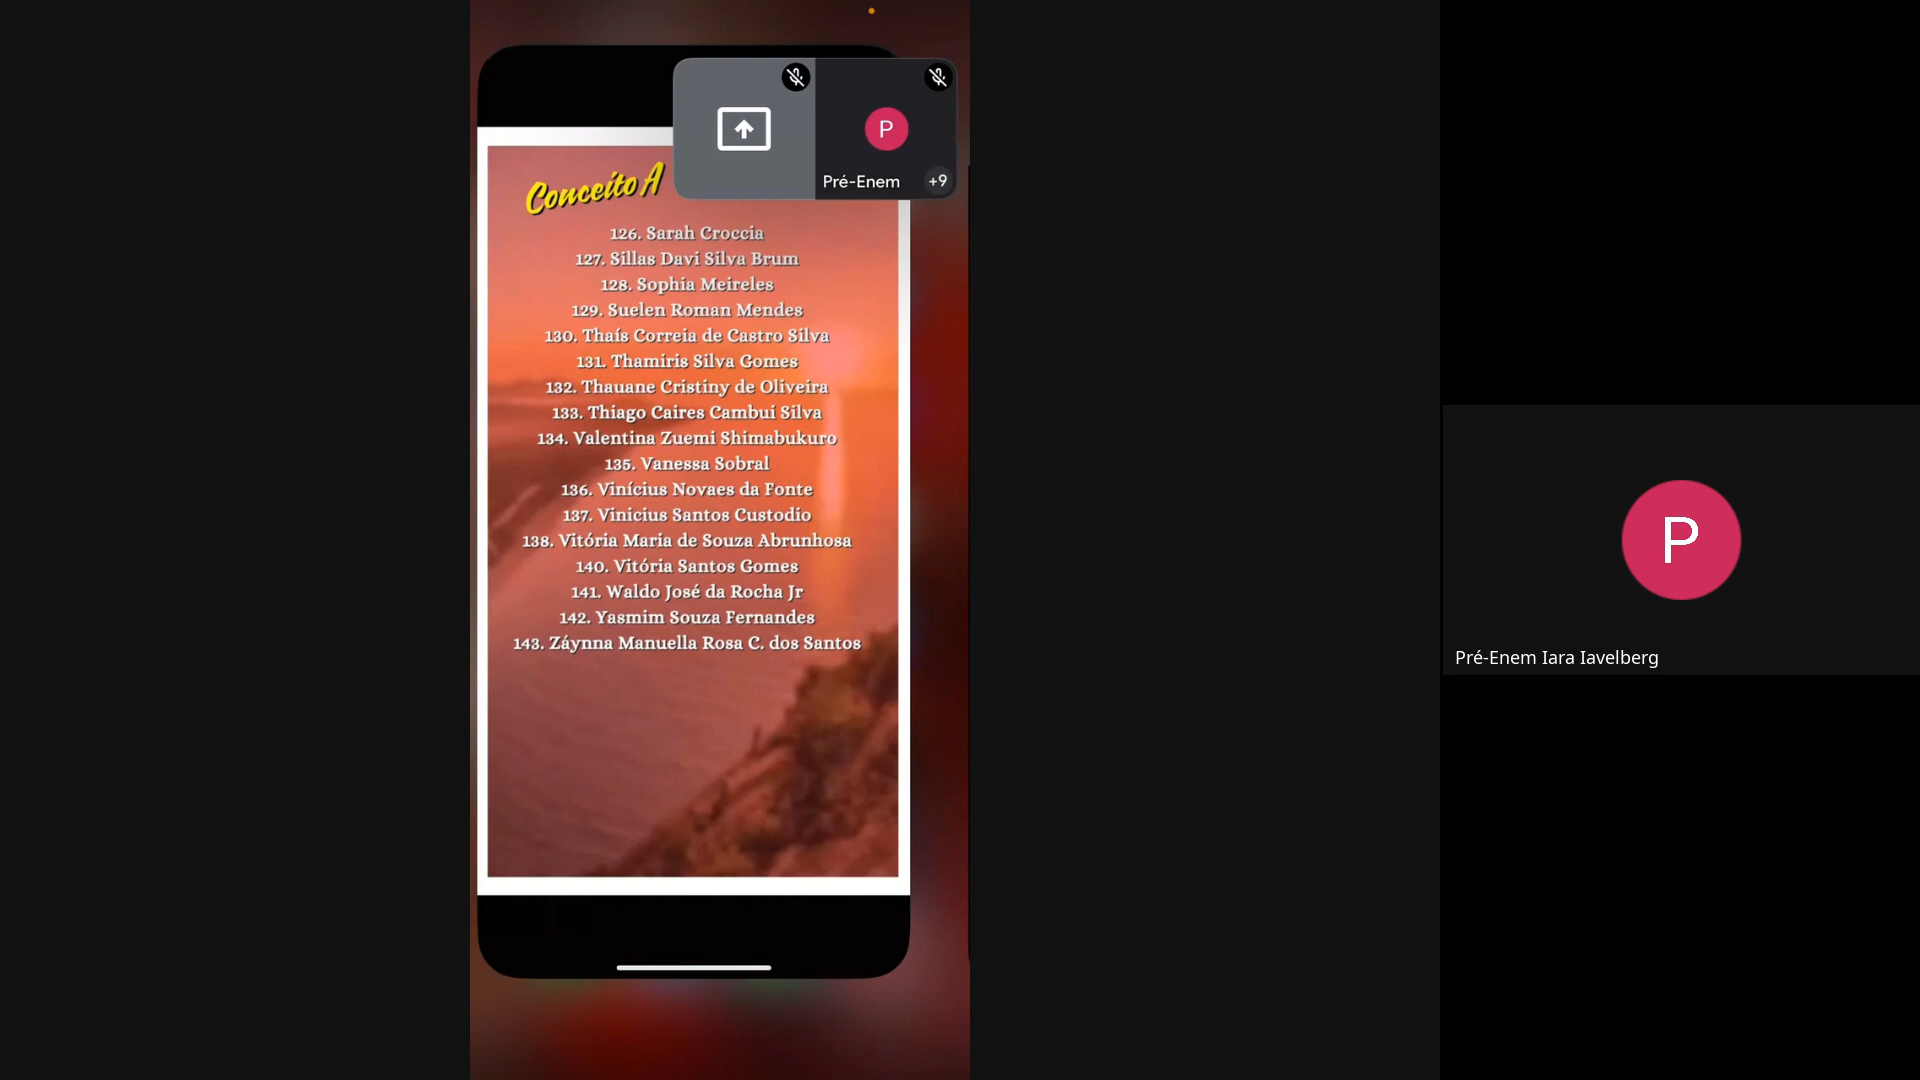 P
Pré-Enem +9
Conceito A
126. Sarah Croccia
127. Sillas Davi Silva Brum
128. Sophia Meireles
129. Suelen Roman Mendes
130. Thaís Correia de Castro Silva
131. Thamiris Silva Gomes
132. Thauane Cristiny de Oliveira
133. Thiago Caires Cambui Silva
134. Valentina Zuemi Shimabukuro
135. Vanessa Sobral
136. Vinícius Novaes da Fonte
137. Vinicius Santos Custodio
138. Vitória Maria de Souza Abrunhosa
140. Vitória Santos Gomes
141. Waldo José da Rocha Jr
142. Yasmim Souza Fernandes
143. Záynna Manuella Rosa C. dos Santos
P
Pré-Enem Iara Iavelberg